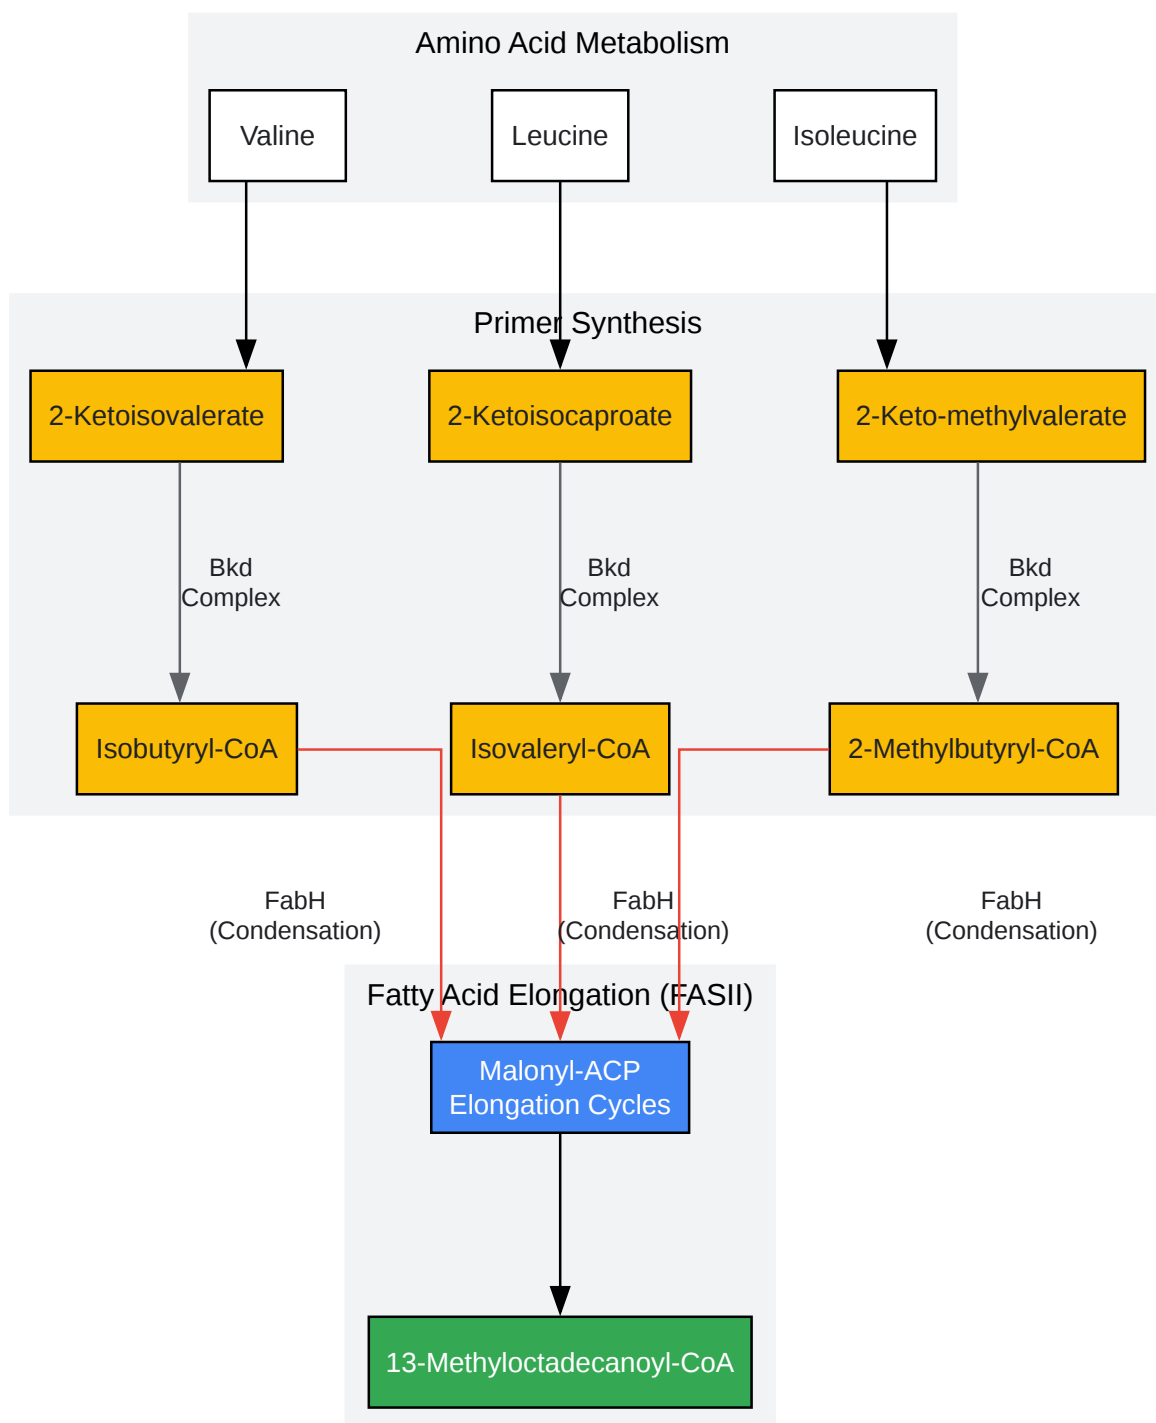 Amino Acid Metabolism
Valine
Leucine
Isoleucine
Primer Synthesis
2-Ketoisovalerate
2-Ketoisocaproate
2-Keto-methylvalerate
Bkd
Complex
Bkd
Complex
Bkd
Complex
Isobutyryl-CoA
Isovaleryl-CoA
2-Methylbutyryl-CoA
FabH
(Condensation)
FabH
(Condensation)
FabH
(Condensation)
Fatty Acid Elongation (FASII)
Malonyl-ACP
Elongation Cycles
13-Methyloctadecanoyl-CoA